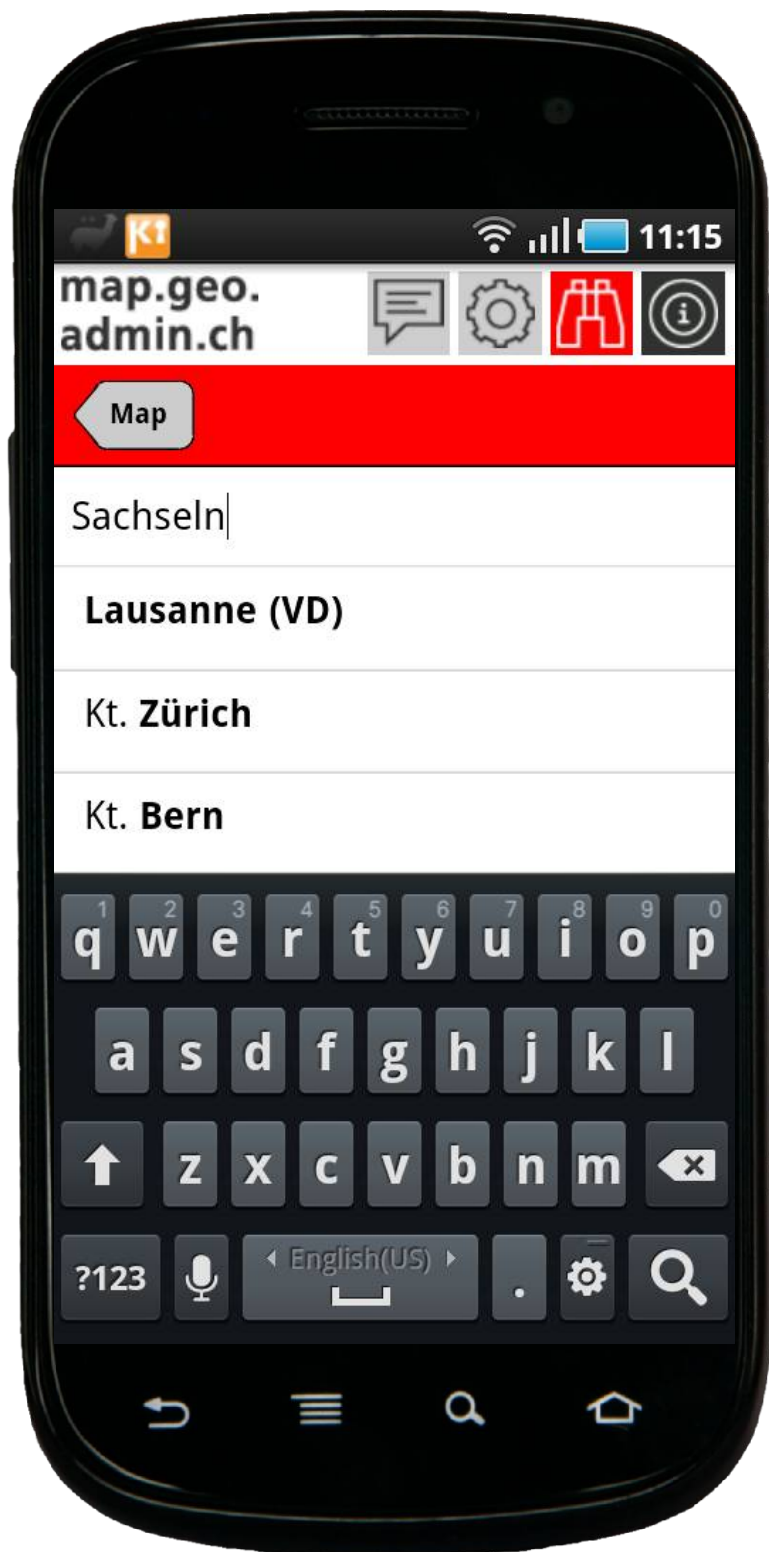 K
11:15
map.geo.
admin.ch
Map
Sachseln
Lausanne (VD)
Kt. Zürich
Kt. Bern
1 2 3 4 5 6 7 8 9 0
q w e r t y u i o p
a s d f g h j k l
z x c v b n m
?123 English(US) .